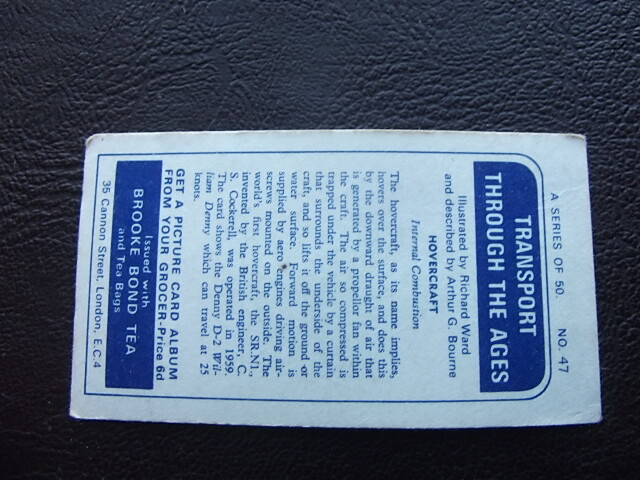 A SERIES OF 50. NO. 47
TRANSPORT
THROUGH THE AGES
Illustrated by Richard Ward
and described by Arthur G. Bourne
HOVERCRAFT
Internal Combustion
The hovercraft, as its name implies,
hovers over the surface, and does this
by the downward draught of air that
is generated by a propellor fan within
the craft. The air so compressed is
trapped under the vehicle by a curtain
that surrounds the underside of the
craft, and so lifts it off the ground or
water surface. Forward motion is
supplied by aero engines driving air-
screws mounted on the outside. The
world's first hovercraft, the SR.N1.,
invented by the British engineer, C.
S. Cockerell, was operated in 1959.
The card shows the Denny D-2 Wil-
liam Denny which can travel at 25
knots.
GET A PICTURE CARD ALBUM
FROM YOUR GROCER-Price 6d
Issued with
BROOKE BOND TEA
and Tea Bags
35 Cannon Street, London, E.C.4